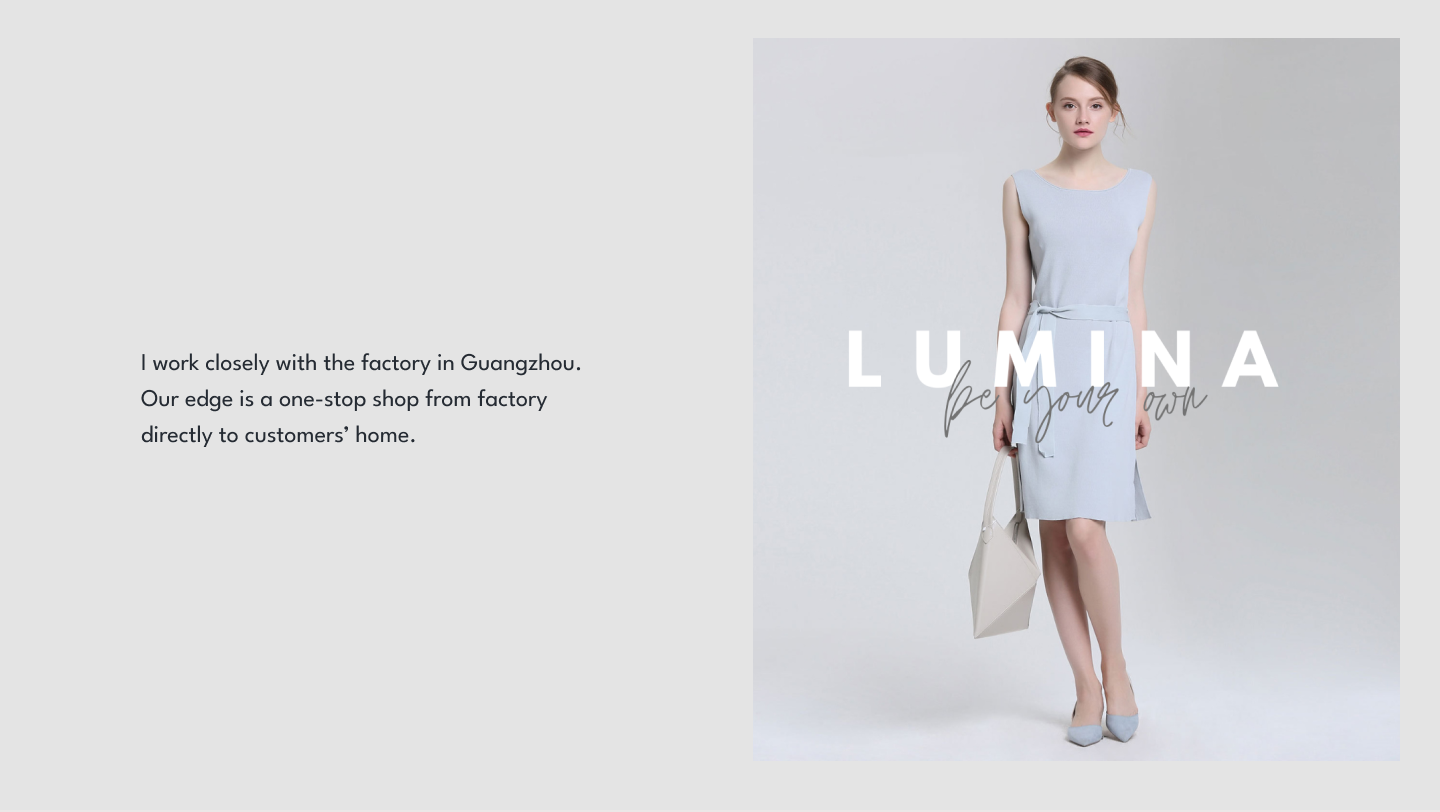 I work closely with the factory in Guangzhou.
Our edge is a one-stop shop from factory
directly to customers’ home.
LUMINA
be your own